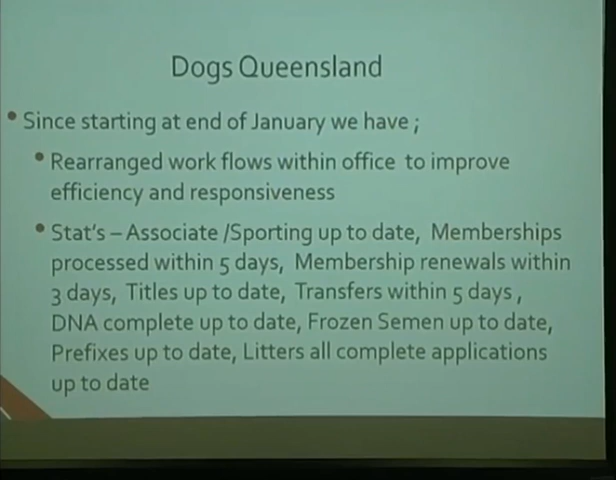 Dogs Queensland
• Since starting at end of January we have ;
• Rearranged work flows within office to improve
efficiency and responsiveness
• Stat's – Associate /Sporting up to date, Memberships
processed within 5 days, Membership renewals within
3 days, Titles up to date, Transfers within 5 days ,
DNA complete up to date, Frozen Semen up to date,
Prefixes up to date, Litters all complete applications
up to date